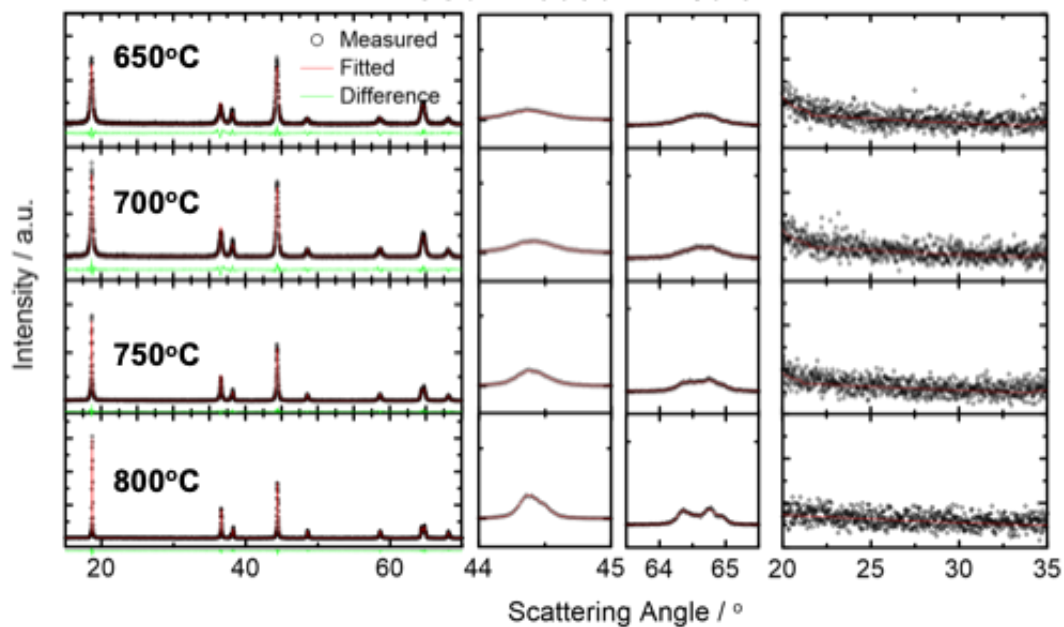 650°C
Measured
Fitted
Difference
700°C
750°C
800°C
Intensity / a.u.
20 40 60 44 45 64 65 20 25 30 35
Scattering Angle / °